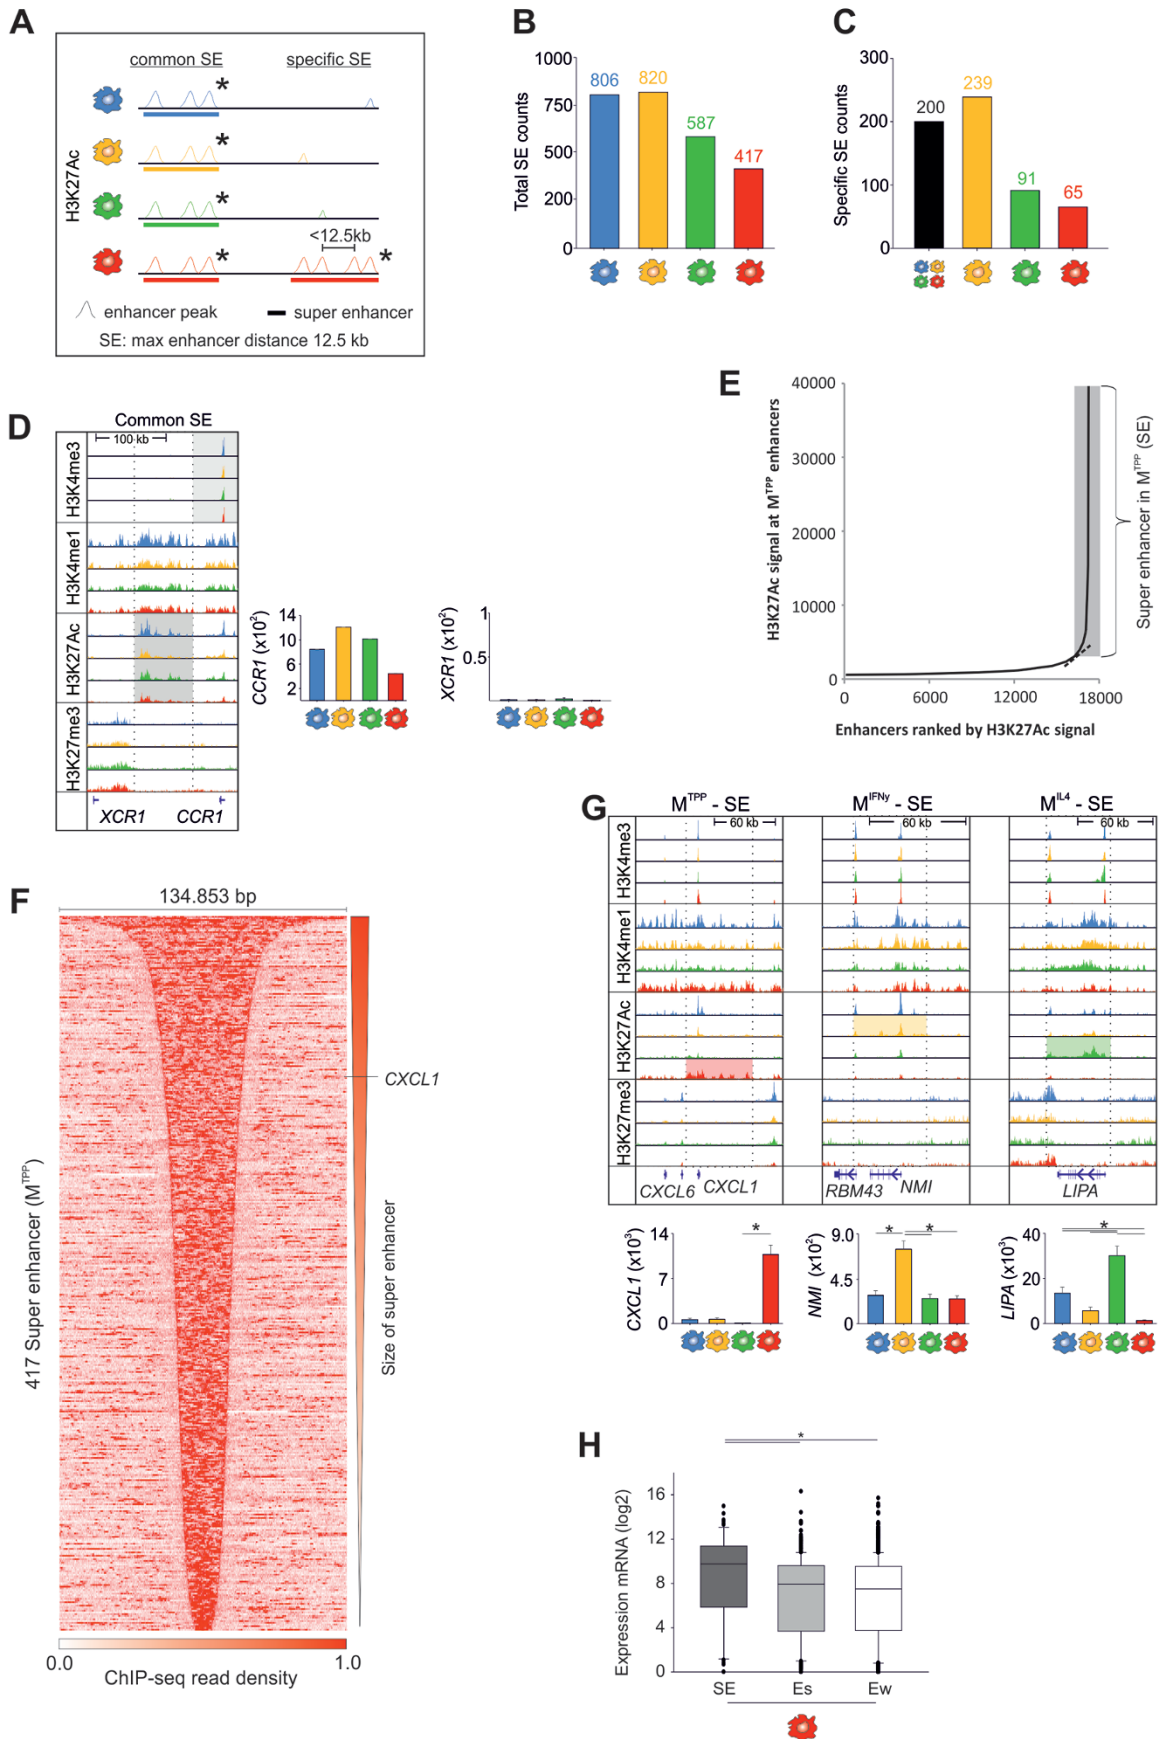 A
common SE
specific SE
*
*
*
<12.5kb
*
*
H3K27Ac
enhancer peak
super enhancer
SE: max enhancer distance 12.5 kb
B
Total SE counts
1000
750
500
200
0
806
820
587
417
C
Specific SE counts
300
200
100
0
200
239
91
65
D
Common SE
100 kb
H3K4me3
H3K4me1
H3K27Ac
H3K27me3
XCR1
CCR1
CCR1 (x10²)
14
10
6
2
XCR1 (x10²)
1
0.5
E
H3K27Ac signal at MTPP enhancers
40000
30000
20000
10000
0
0
6000
12000
18000
Enhancers ranked by H3K27Ac signal
Super enhancer in MTPP (SE)
F
134.853 bp
417 Super enhancer (MTPP)
CXCL1
Size of super enhancer
0.0
1.0
ChIP-seq read density
G
MTPP - SE
MIFNγ - SE
MIL4 - SE
60 kb
60 kb
60 kb
H3K4me3
H3K4me1
H3K27Ac
H3K27me3
CXCL6
CXCL1
RBM43
NMI
LIPA
CXCL 1 (x10³)
14
7
0
*
NMI (x10²)
9.0
4.5
0
*
*
LIPA (x10³)
40
20
0
*
H
*
Expression mRNA (log2)
16
12
8
4
0
SE
Es
Ew